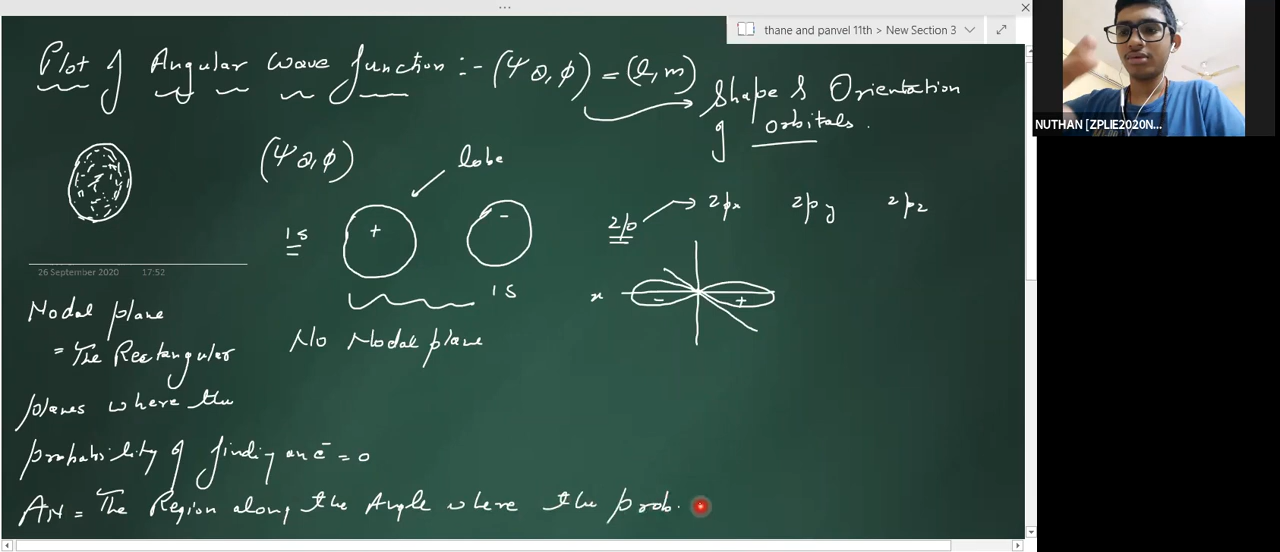 thane and panvel 11th > New Section 3
Plot of Angular wave function :- (Ψ θ, φ) = (l, m)
Shape & Orientation
of orbitals.
NUTHAN [ZPLIE2020N...
(Ψ θ, φ)
lobe
1s
+
-
1s
No Nodal plane
2p
2px 2py 2pz
x
- +
26 September 2020 17:52
Nodal plane
= The Rectangular
planes where the
probability of finding an e⁻ = 0
AN = The Region along the Angle where the prob.